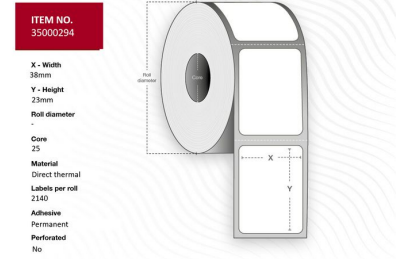 ITEM NO.
35000294
X - Width
38mm
Y - Height
23mm
Roll diameter
-
Core
25
Material
Direct thermal
Labels per roll
2140
Adhesive
Permanent
Perforated
No
Roll
diameter
Core
X
Y